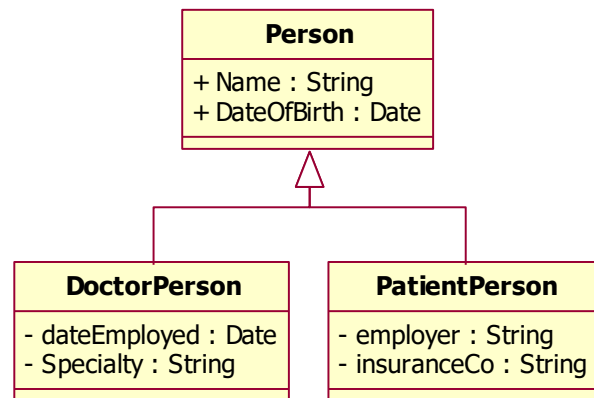 Person
+ Name : String
+ DateOfBirth : Date
DoctorPerson
- dateEmployed : Date
- Specialty : String
PatientPerson
- employer : String
- insuranceCo : String